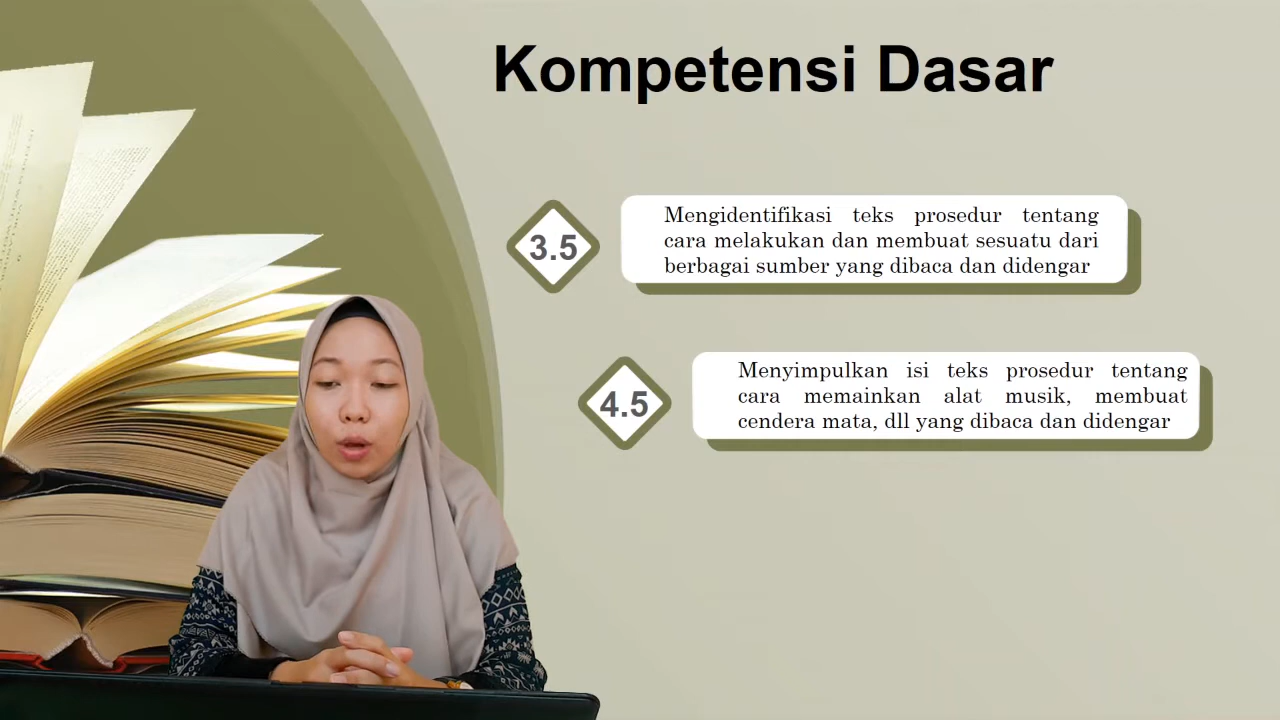 Kompetensi Dasar
3.5
Mengidentifikasi teks prosedur tentang
cara melakukan dan membuat sesuatu dari
berbagai sumber yang dibaca dan didengar
4.5
Menyimpulkan isi teks prosedur tentang
cara memainkan alat musik, membuat
cendera mata, dll yang dibaca dan didengar